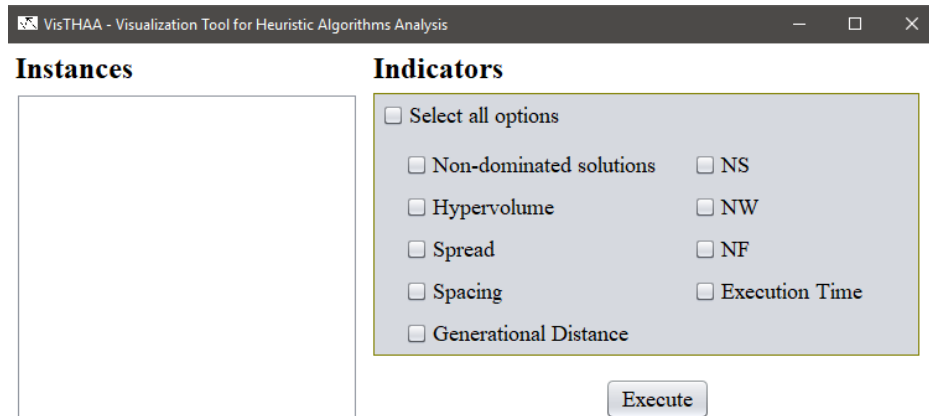 VisTHAA - Visualization Tool for Heuristic Algorithms Analysis
Instances
Indicators
Select all options
Non-dominated solutions
NS
Hypervolume
NW
Spread
NF
Spacing
Execution Time
Generational Distance
Execute